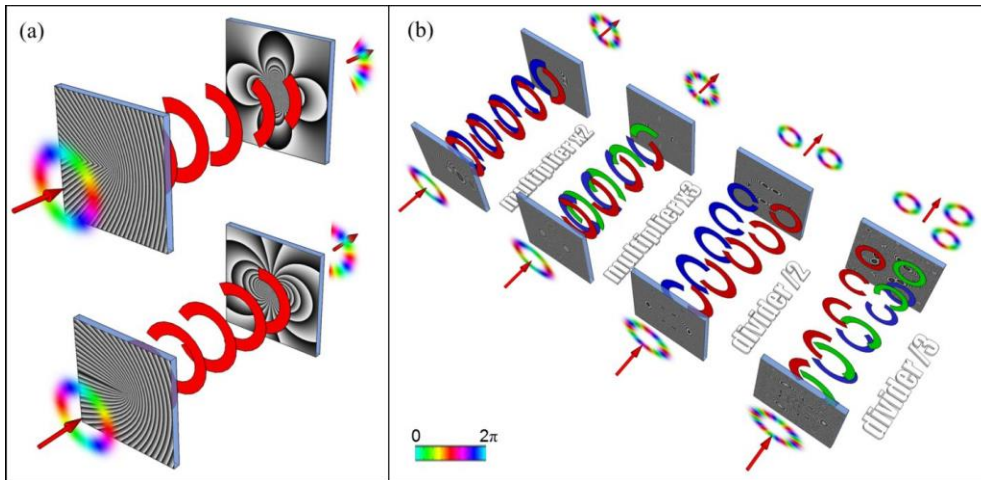 (a)
(b)
multiplier x2
multiplier x3
divider /2
divider /3
0 2π